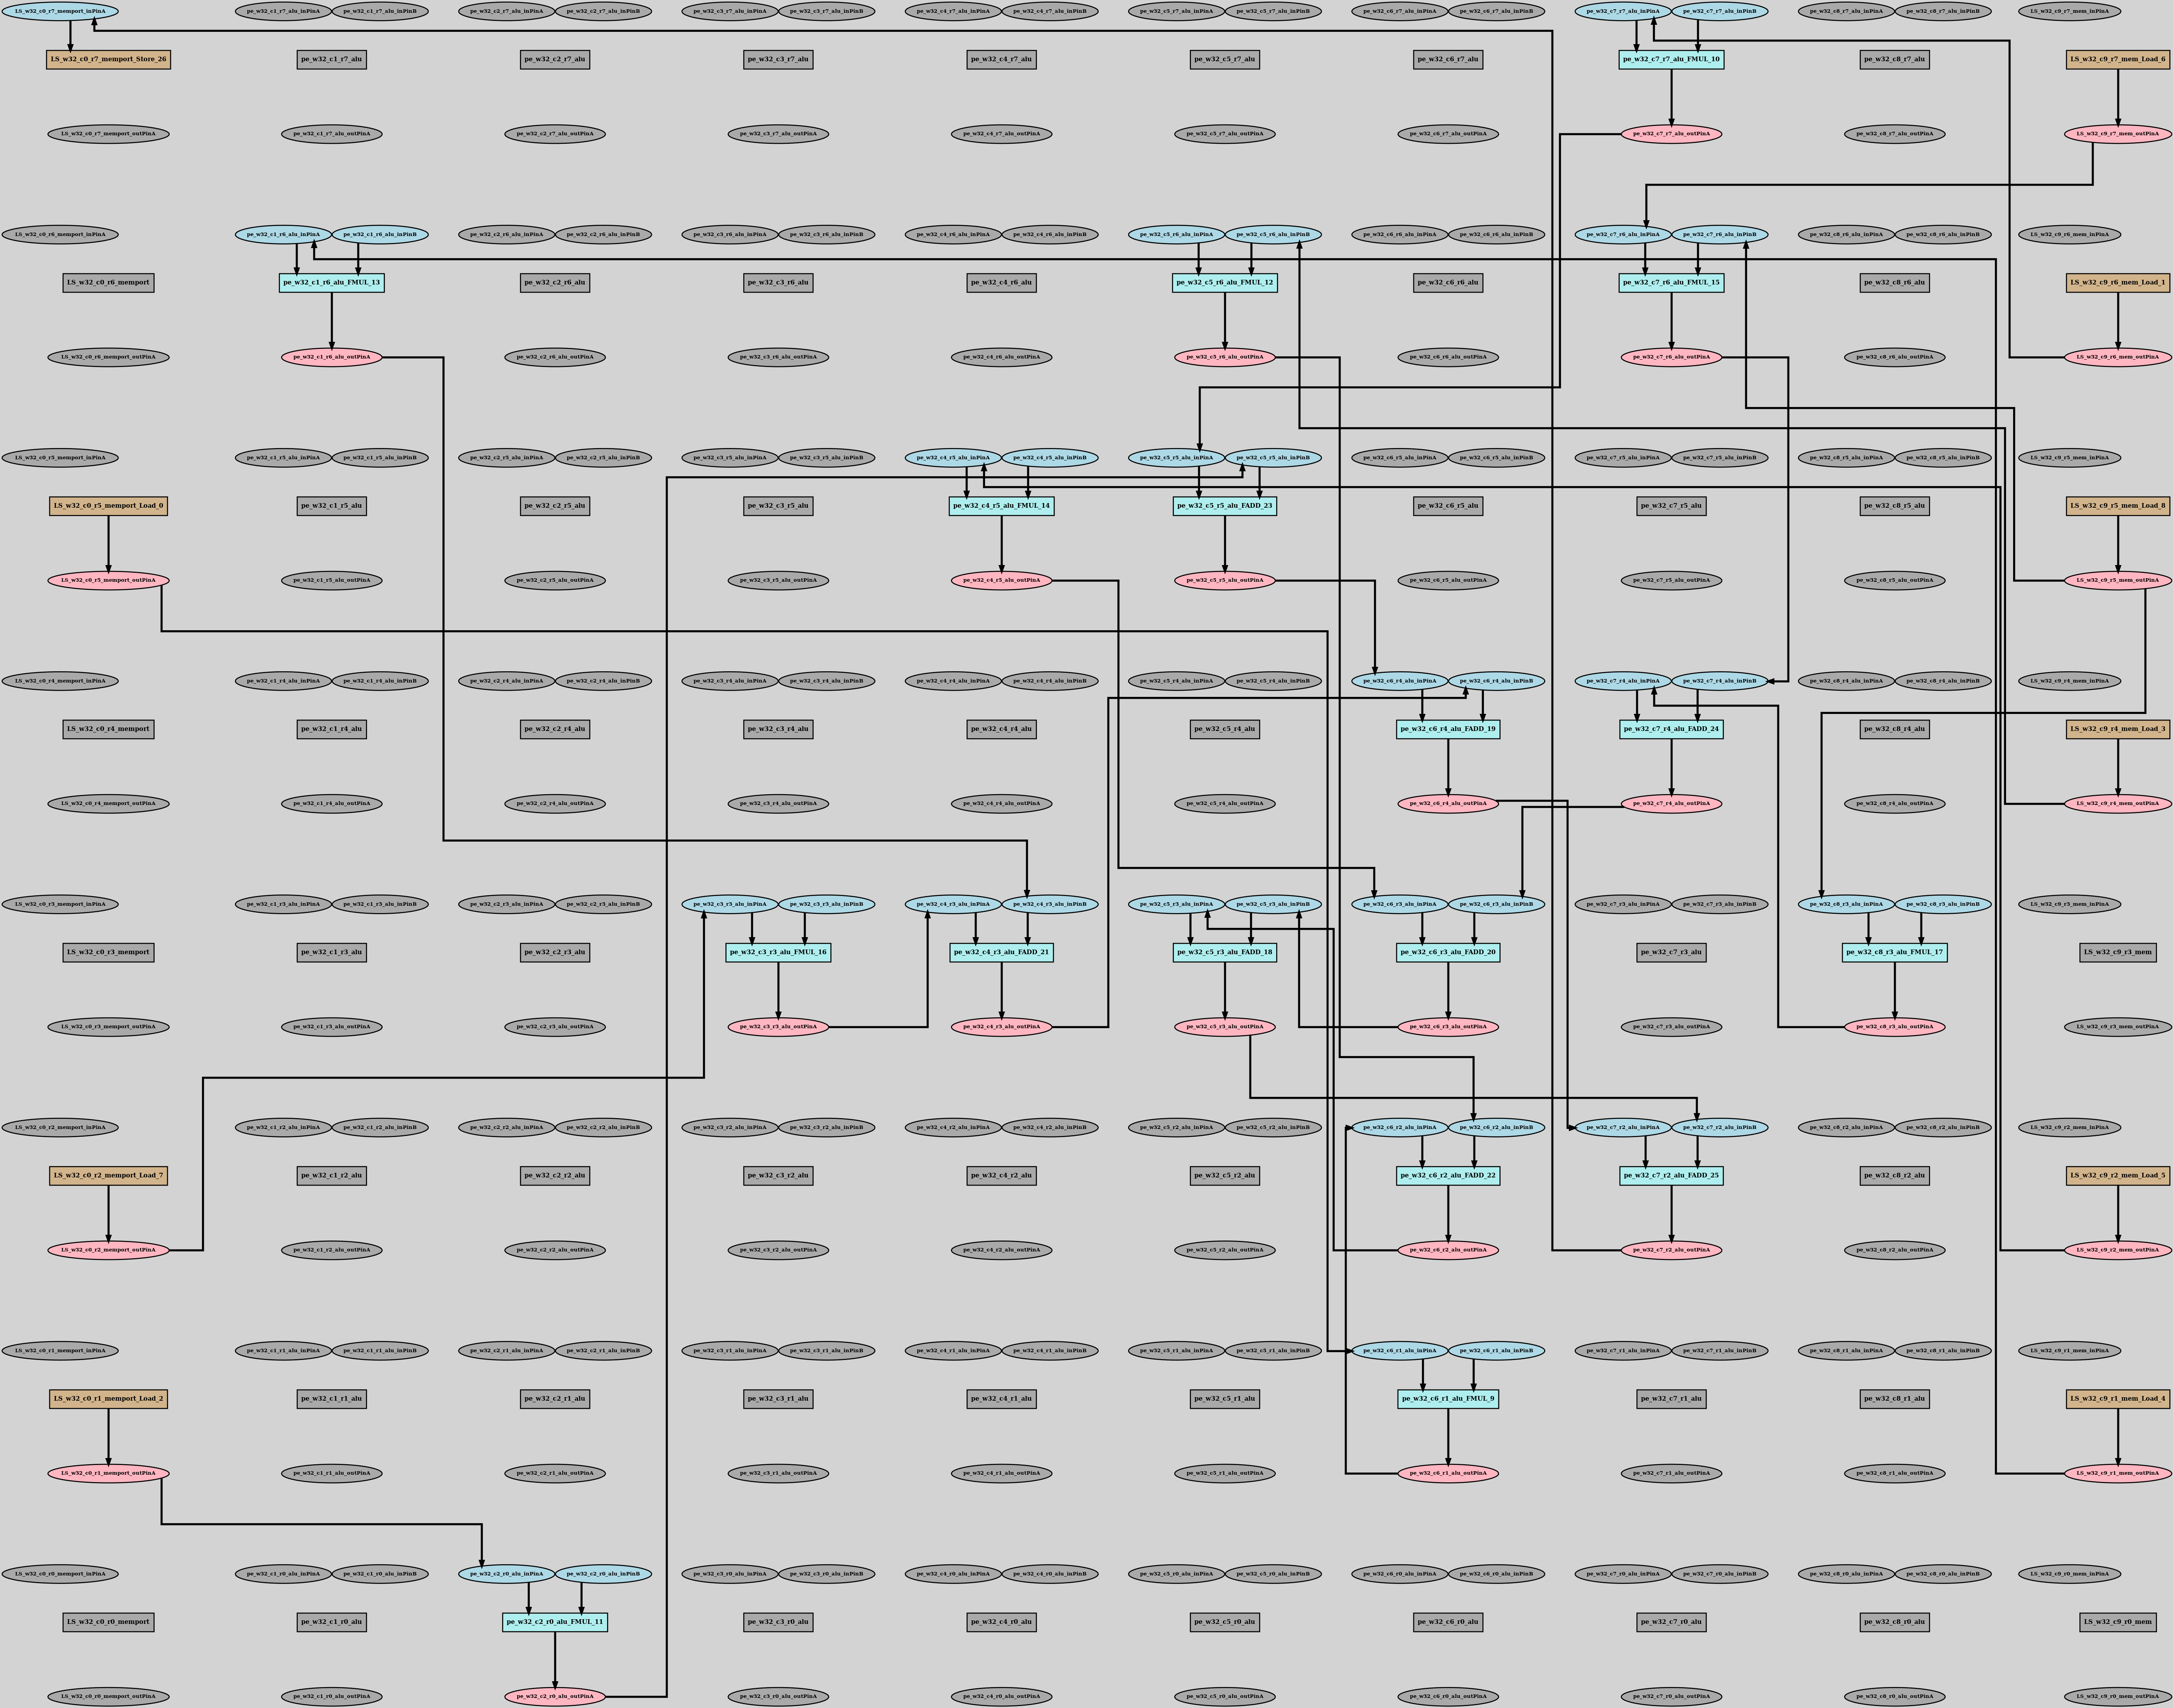 LS_w32_c0_r7_memport_inPinA pe_w32_c1_r7_alu_inPinA pe_w32_c1_r7_alu_inPinB pe_w32_c2_r7_alu_inPinA pe_w32_c2_r7_alu_inPinB pe_w32_c3_r7_alu_inPinA pe_w32_c3_r7_alu_inPinB pe_w32_c4_r7_alu_inPinA pe_w32_c4_r7_alu_inPinB pe_w32_c5_r7_alu_inPinA pe_w32_c5_r7_alu_inPinB pe_w32_c6_r7_alu_inPinA pe_w32_c6_r7_alu_inPinB pe_w32_c7_r7_alu_inPinA pe_w32_c7_r7_alu_inPinB pe_w32_c8_r7_alu_inPinA pe_w32_c8_r7_alu_inPinB LS_w32_c9_r7_mem_inPinA
LS_w32_c0_r7_memport_Store_26 pe_w32_c1_r7_alu pe_w32_c2_r7_alu pe_w32_c3_r7_alu pe_w32_c4_r7_alu pe_w32_c5_r7_alu pe_w32_c6_r7_alu pe_w32_c7_r7_alu_FMUL_10 pe_w32_c8_r7_alu LS_w32_c9_r7_mem_Load_6
LS_w32_c0_r7_memport_outPinA pe_w32_c1_r7_alu_outPinA pe_w32_c2_r7_alu_outPinA pe_w32_c3_r7_alu_outPinA pe_w32_c4_r7_alu_outPinA pe_w32_c5_r7_alu_outPinA pe_w32_c6_r7_alu_outPinA pe_w32_c7_r7_alu_outPinA pe_w32_c8_r7_alu_outPinA LS_w32_c9_r7_mem_outPinA
LS_w32_c0_r6_memport_inPinA pe_w32_c1_r6_alu_inPinA pe_w32_c1_r6_alu_inPinB pe_w32_c2_r6_alu_inPinA pe_w32_c2_r6_alu_inPinB pe_w32_c3_r6_alu_inPinA pe_w32_c3_r6_alu_inPinB pe_w32_c4_r6_alu_inPinA pe_w32_c4_r6_alu_inPinB pe_w32_c5_r6_alu_inPinA pe_w32_c5_r6_alu_inPinB pe_w32_c6_r6_alu_inPinA pe_w32_c6_r6_alu_inPinB pe_w32_c7_r6_alu_inPinA pe_w32_c7_r6_alu_inPinB pe_w32_c8_r6_alu_inPinA pe_w32_c8_r6_alu_inPinB LS_w32_c9_r6_mem_inPinA
LS_w32_c0_r6_memport pe_w32_c1_r6_alu_FMUL_13 pe_w32_c2_r6_alu pe_w32_c3_r6_alu pe_w32_c4_r6_alu pe_w32_c5_r6_alu_FMUL_12 pe_w32_c6_r6_alu pe_w32_c7_r6_alu_FMUL_15 pe_w32_c8_r6_alu LS_w32_c9_r6_mem_Load_1
LS_w32_c0_r6_memport_outPinA pe_w32_c1_r6_alu_outPinA pe_w32_c2_r6_alu_outPinA pe_w32_c3_r6_alu_outPinA pe_w32_c4_r6_alu_outPinA pe_w32_c5_r6_alu_outPinA pe_w32_c6_r6_alu_outPinA pe_w32_c7_r6_alu_outPinA pe_w32_c8_r6_alu_outPinA LS_w32_c9_r6_mem_outPinA
LS_w32_c0_r5_memport_inPinA pe_w32_c1_r5_alu_inPinA pe_w32_c1_r5_alu_inPinB pe_w32_c2_r5_alu_inPinA pe_w32_c2_r5_alu_inPinB pe_w32_c3_r5_alu_inPinA pe_w32_c3_r5_alu_inPinB pe_w32_c4_r5_alu_inPinA pe_w32_c4_r5_alu_inPinB pe_w32_c5_r5_alu_inPinA pe_w32_c5_r5_alu_inPinB pe_w32_c6_r5_alu_inPinA pe_w32_c6_r5_alu_inPinB pe_w32_c7_r5_alu_inPinA pe_w32_c7_r5_alu_inPinB pe_w32_c8_r5_alu_inPinA pe_w32_c8_r5_alu_inPinB LS_w32_c9_r5_mem_inPinA
LS_w32_c0_r5_memport_Load_0 pe_w32_c1_r5_alu pe_w32_c2_r5_alu pe_w32_c3_r5_alu pe_w32_c4_r5_alu_FMUL_14 pe_w32_c5_r5_alu_FADD_23 pe_w32_c6_r5_alu pe_w32_c7_r5_alu pe_w32_c8_r5_alu LS_w32_c9_r5_mem_Load_8
LS_w32_c0_r5_memport_outPinA pe_w32_c1_r5_alu_outPinA pe_w32_c2_r5_alu_outPinA pe_w32_c3_r5_alu_outPinA pe_w32_c4_r5_alu_outPinA pe_w32_c5_r5_alu_outPinA pe_w32_c6_r5_alu_outPinA pe_w32_c7_r5_alu_outPinA pe_w32_c8_r5_alu_outPinA LS_w32_c9_r5_mem_outPinA
LS_w32_c0_r4_memport_inPinA pe_w32_c1_r4_alu_inPinA pe_w32_c1_r4_alu_inPinB pe_w32_c2_r4_alu_inPinA pe_w32_c2_r4_alu_inPinB pe_w32_c3_r4_alu_inPinA pe_w32_c3_r4_alu_inPinB pe_w32_c4_r4_alu_inPinA pe_w32_c4_r4_alu_inPinB pe_w32_c5_r4_alu_inPinA pe_w32_c5_r4_alu_inPinB pe_w32_c6_r4_alu_inPinA pe_w32_c6_r4_alu_inPinB pe_w32_c7_r4_alu_inPinA pe_w32_c7_r4_alu_inPinB pe_w32_c8_r4_alu_inPinA pe_w32_c8_r4_alu_inPinB LS_w32_c9_r4_mem_inPinA
LS_w32_c0_r4_memport pe_w32_c1_r4_alu pe_w32_c2_r4_alu pe_w32_c3_r4_alu pe_w32_c4_r4_alu pe_w32_c5_r4_alu pe_w32_c6_r4_alu_FADD_19 pe_w32_c7_r4_alu_FADD_24 pe_w32_c8_r4_alu LS_w32_c9_r4_mem_Load_3
LS_w32_c0_r4_memport_outPinA pe_w32_c1_r4_alu_outPinA pe_w32_c2_r4_alu_outPinA pe_w32_c3_r4_alu_outPinA pe_w32_c4_r4_alu_outPinA pe_w32_c5_r4_alu_outPinA pe_w32_c6_r4_alu_outPinA pe_w32_c7_r4_alu_outPinA pe_w32_c8_r4_alu_outPinA LS_w32_c9_r4_mem_outPinA
LS_w32_c0_r3_memport_inPinA pe_w32_c1_r3_alu_inPinA pe_w32_c1_r3_alu_inPinB pe_w32_c2_r3_alu_inPinA pe_w32_c2_r3_alu_inPinB pe_w32_c3_r3_alu_inPinA pe_w32_c3_r3_alu_inPinB pe_w32_c4_r3_alu_inPinA pe_w32_c4_r3_alu_inPinB pe_w32_c5_r3_alu_inPinA pe_w32_c5_r3_alu_inPinB pe_w32_c6_r3_alu_inPinA pe_w32_c6_r3_alu_inPinB pe_w32_c7_r3_alu_inPinA pe_w32_c7_r3_alu_inPinB pe_w32_c8_r3_alu_inPinA pe_w32_c8_r3_alu_inPinB LS_w32_c9_r3_mem_inPinA
LS_w32_c0_r3_memport pe_w32_c1_r3_alu pe_w32_c2_r3_alu pe_w32_c3_r3_alu_FMUL_16 pe_w32_c4_r3_alu_FADD_21 pe_w32_c5_r3_alu_FADD_18 pe_w32_c6_r3_alu_FADD_20 pe_w32_c7_r3_alu pe_w32_c8_r3_alu_FMUL_17 LS_w32_c9_r3_mem
LS_w32_c0_r3_memport_outPinA pe_w32_c1_r3_alu_outPinA pe_w32_c2_r3_alu_outPinA pe_w32_c3_r3_alu_outPinA pe_w32_c4_r3_alu_outPinA pe_w32_c5_r3_alu_outPinA pe_w32_c6_r3_alu_outPinA pe_w32_c7_r3_alu_outPinA pe_w32_c8_r3_alu_outPinA LS_w32_c9_r3_mem_outPinA
LS_w32_c0_r2_memport_inPinA pe_w32_c1_r2_alu_inPinA pe_w32_c1_r2_alu_inPinB pe_w32_c2_r2_alu_inPinA pe_w32_c2_r2_alu_inPinB pe_w32_c3_r2_alu_inPinA pe_w32_c3_r2_alu_inPinB pe_w32_c4_r2_alu_inPinA pe_w32_c4_r2_alu_inPinB pe_w32_c5_r2_alu_inPinA pe_w32_c5_r2_alu_inPinB pe_w32_c6_r2_alu_inPinA pe_w32_c6_r2_alu_inPinB pe_w32_c7_r2_alu_inPinA pe_w32_c7_r2_alu_inPinB pe_w32_c8_r2_alu_inPinA pe_w32_c8_r2_alu_inPinB LS_w32_c9_r2_mem_inPinA
LS_w32_c0_r2_memport_Load_7 pe_w32_c1_r2_alu pe_w32_c2_r2_alu pe_w32_c3_r2_alu pe_w32_c4_r2_alu pe_w32_c5_r2_alu pe_w32_c6_r2_alu_FADD_22 pe_w32_c7_r2_alu_FADD_25 pe_w32_c8_r2_alu LS_w32_c9_r2_mem_Load_5
LS_w32_c0_r2_memport_outPinA pe_w32_c1_r2_alu_outPinA pe_w32_c2_r2_alu_outPinA pe_w32_c3_r2_alu_outPinA pe_w32_c4_r2_alu_outPinA pe_w32_c5_r2_alu_outPinA pe_w32_c6_r2_alu_outPinA pe_w32_c7_r2_alu_outPinA pe_w32_c8_r2_alu_outPinA LS_w32_c9_r2_mem_outPinA
LS_w32_c0_r1_memport_inPinA pe_w32_c1_r1_alu_inPinA pe_w32_c1_r1_alu_inPinB pe_w32_c2_r1_alu_inPinA pe_w32_c2_r1_alu_inPinB pe_w32_c3_r1_alu_inPinA pe_w32_c3_r1_alu_inPinB pe_w32_c4_r1_alu_inPinA pe_w32_c4_r1_alu_inPinB pe_w32_c5_r1_alu_inPinA pe_w32_c5_r1_alu_inPinB pe_w32_c6_r1_alu_inPinA pe_w32_c6_r1_alu_inPinB pe_w32_c7_r1_alu_inPinA pe_w32_c7_r1_alu_inPinB pe_w32_c8_r1_alu_inPinA pe_w32_c8_r1_alu_inPinB LS_w32_c9_r1_mem_inPinA
LS_w32_c0_r1_memport_Load_2 pe_w32_c1_r1_alu pe_w32_c2_r1_alu pe_w32_c3_r1_alu pe_w32_c4_r1_alu pe_w32_c5_r1_alu pe_w32_c6_r1_alu_FMUL_9 pe_w32_c7_r1_alu pe_w32_c8_r1_alu LS_w32_c9_r1_mem_Load_4
LS_w32_c0_r1_memport_outPinA pe_w32_c1_r1_alu_outPinA pe_w32_c2_r1_alu_outPinA pe_w32_c3_r1_alu_outPinA pe_w32_c4_r1_alu_outPinA pe_w32_c5_r1_alu_outPinA pe_w32_c6_r1_alu_outPinA pe_w32_c7_r1_alu_outPinA pe_w32_c8_r1_alu_outPinA LS_w32_c9_r1_mem_outPinA
LS_w32_c0_r0_memport_inPinA pe_w32_c1_r0_alu_inPinA pe_w32_c1_r0_alu_inPinB pe_w32_c2_r0_alu_inPinA pe_w32_c2_r0_alu_inPinB pe_w32_c3_r0_alu_inPinA pe_w32_c3_r0_alu_inPinB pe_w32_c4_r0_alu_inPinA pe_w32_c4_r0_alu_inPinB pe_w32_c5_r0_alu_inPinA pe_w32_c5_r0_alu_inPinB pe_w32_c6_r0_alu_inPinA pe_w32_c6_r0_alu_inPinB pe_w32_c7_r0_alu_inPinA pe_w32_c7_r0_alu_inPinB pe_w32_c8_r0_alu_inPinA pe_w32_c8_r0_alu_inPinB LS_w32_c9_r0_mem_inPinA
LS_w32_c0_r0_memport pe_w32_c1_r0_alu pe_w32_c2_r0_alu_FMUL_11 pe_w32_c3_r0_alu pe_w32_c4_r0_alu pe_w32_c5_r0_alu pe_w32_c6_r0_alu pe_w32_c7_r0_alu pe_w32_c8_r0_alu LS_w32_c9_r0_mem
LS_w32_c0_r0_memport_outPinA pe_w32_c1_r0_alu_outPinA pe_w32_c2_r0_alu_outPinA pe_w32_c3_r0_alu_outPinA pe_w32_c4_r0_alu_outPinA pe_w32_c5_r0_alu_outPinA pe_w32_c6_r0_alu_outPinA pe_w32_c7_r0_alu_outPinA pe_w32_c8_r0_alu_outPinA LS_w32_c9_r0_mem_outPinA